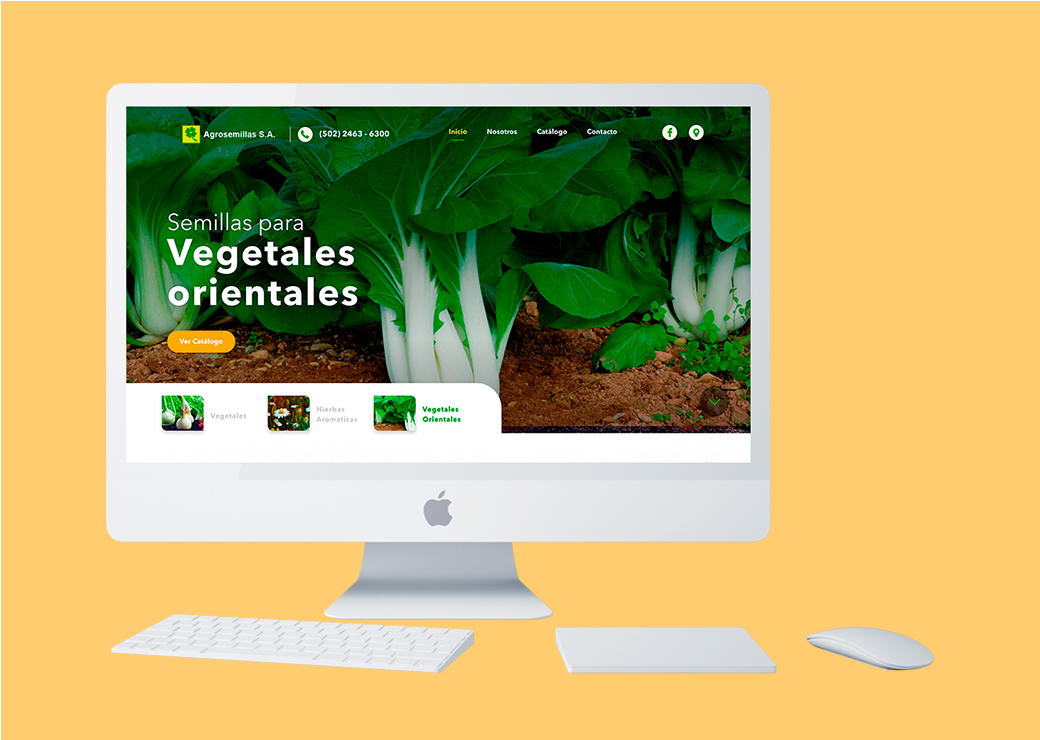 Agrosemillas S.A.
(502) 2463 - 6300
Inicio
Nosotros
Catálogo
Contacto
Semillas para
Vegetales
orientales
Ver Catálogo
Vegetales
Hierbas
Aromaticas
Vegetales
Orientales